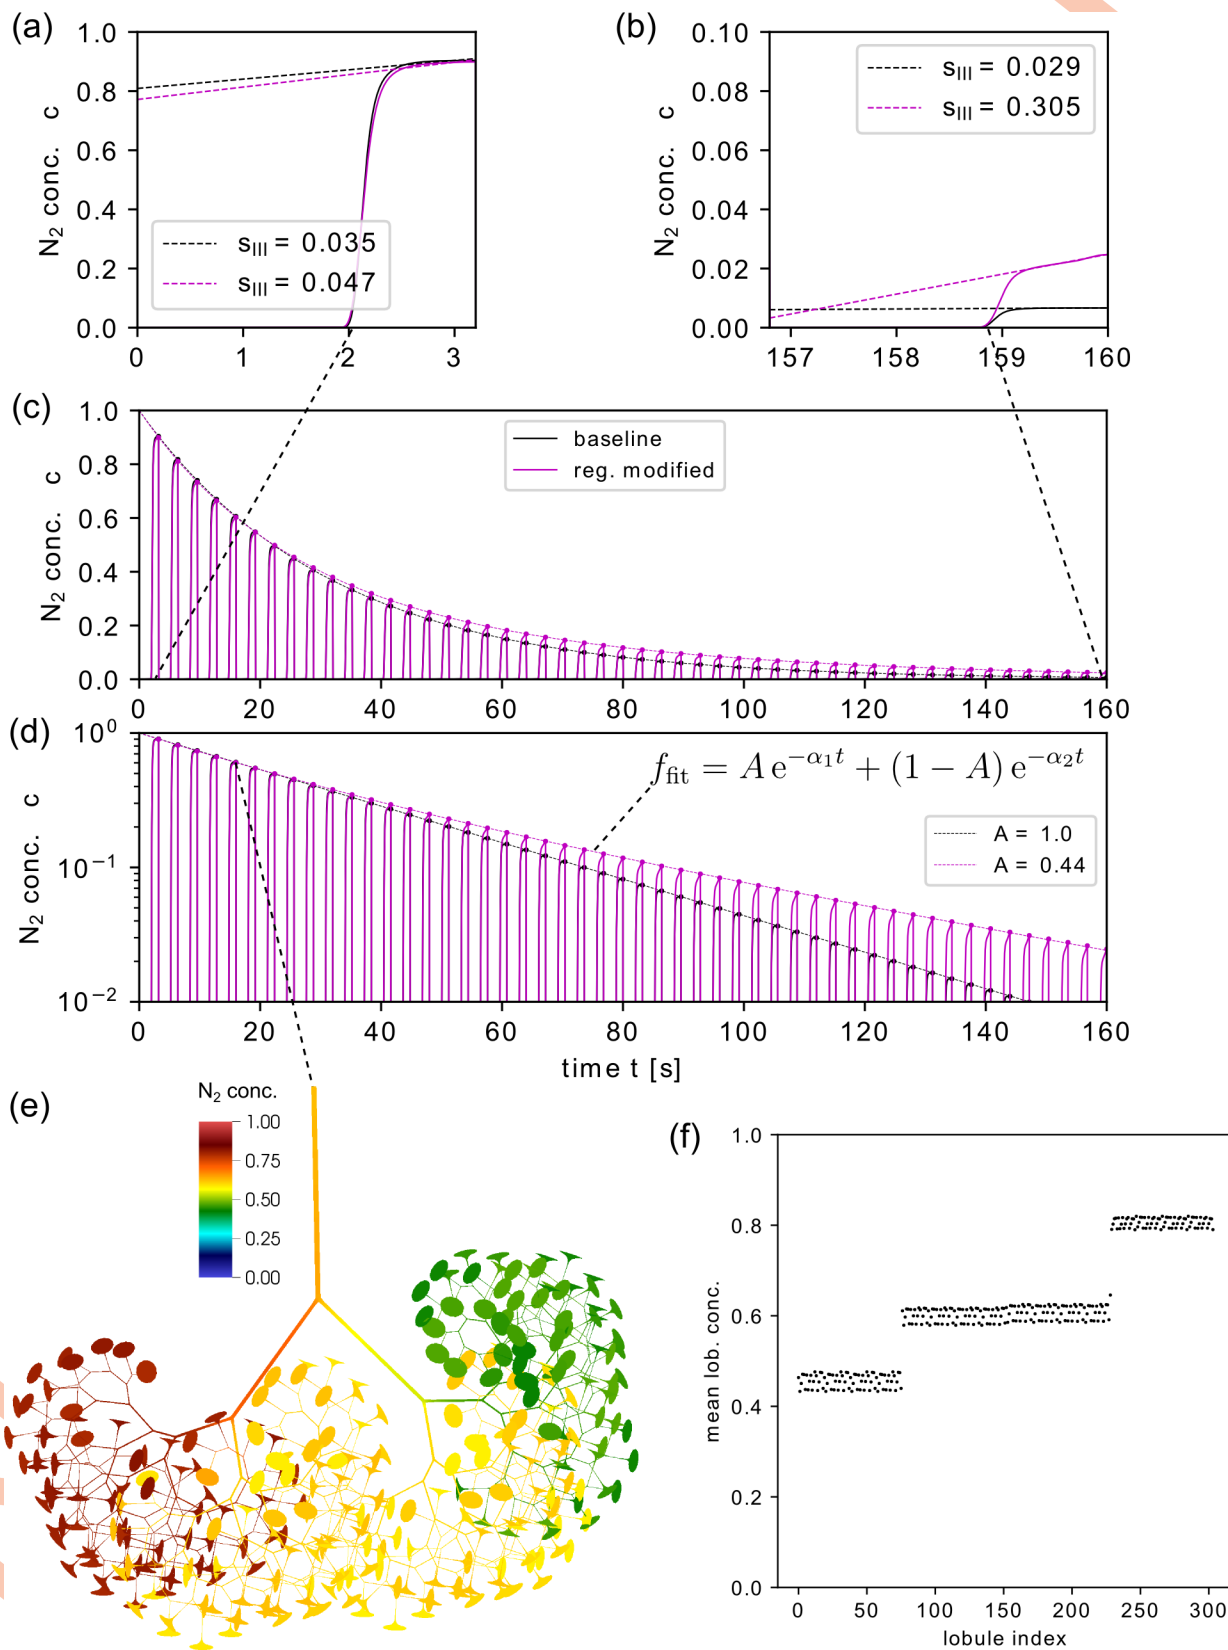 (a)
1.0
0.8
0.6
0.4
0.2
0.0
N2 conc. c
sIII = 0.035
sIII = 0.047
0 1 2 3
(b)
0.10
0.08
0.06
0.04
0.02
0.00
N2 conc. c
sIII = 0.029
sIII = 0.305
157 158 159 160
(c)
1.0
0.8
0.6
0.4
0.2
0.0
N2 conc. c
baseline
reg. modified
0 20 40 60 80 100 120 140 160
(d)
10^0
10^-1
10^-2
N2 conc. c
f_fit = A e^{-α1 t} + (1 − A) e^{-α2 t}
A = 1.0
A = 0.44
0 20 40 60 80 100 120 140 160
time t [s]
(e)
N2 conc.
1.00
0.75
0.50
0.25
0.00
(f)
1.0
0.8
0.6
0.4
0.2
0.0
mean lob. conc.
0 50 100 150 200 250 300
lobule index